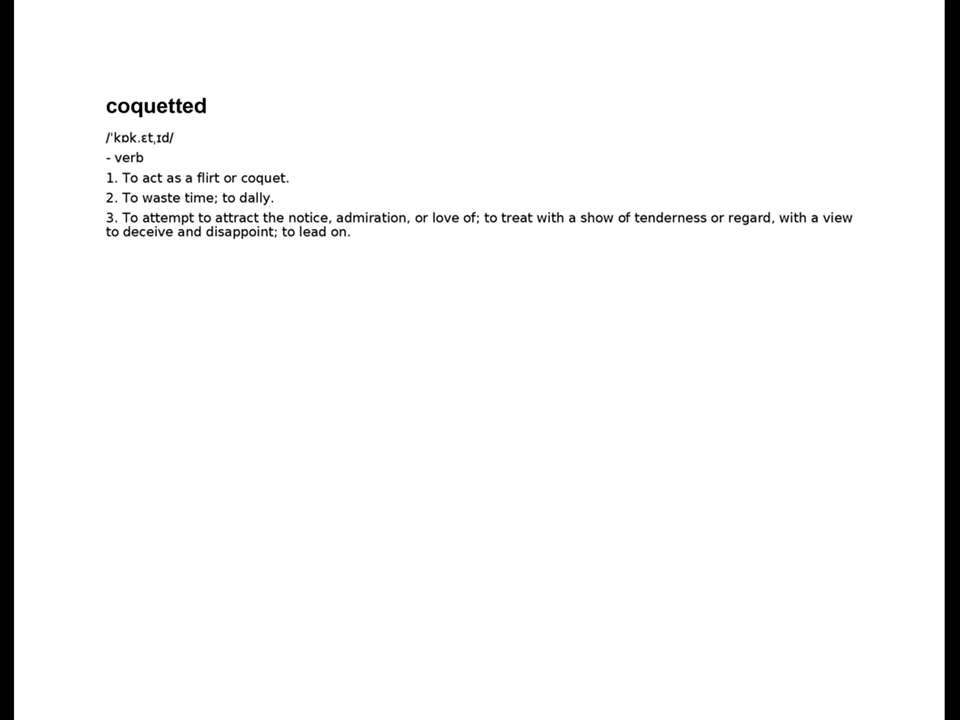 coquetted
/ˈkɒk.ɛtˌɪd/
- verb
1. To act as a flirt or coquet.
2. To waste time; to dally.
3. To attempt to attract the notice, admiration, or love of; to treat with a show of tenderness or regard, with a view
to deceive and disappoint; to lead on.